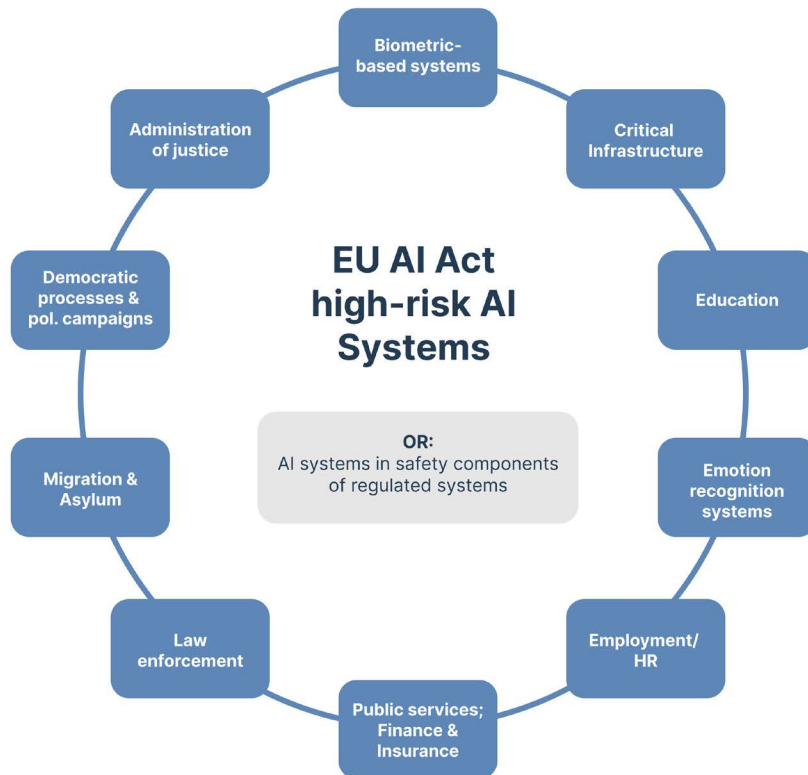 Biometric-
based systems
Critical
Infrastructure
Education
Emotion
recognition
systems
Employment/
HR
Public services;
Finance &
Insurance
Law
enforcement
Migration &
Asylum
Democratic
processes &
pol. campaigns
Administration
of justice
EU AI Act
high-risk AI
Systems
OR:
AI systems in safety components
of regulated systems